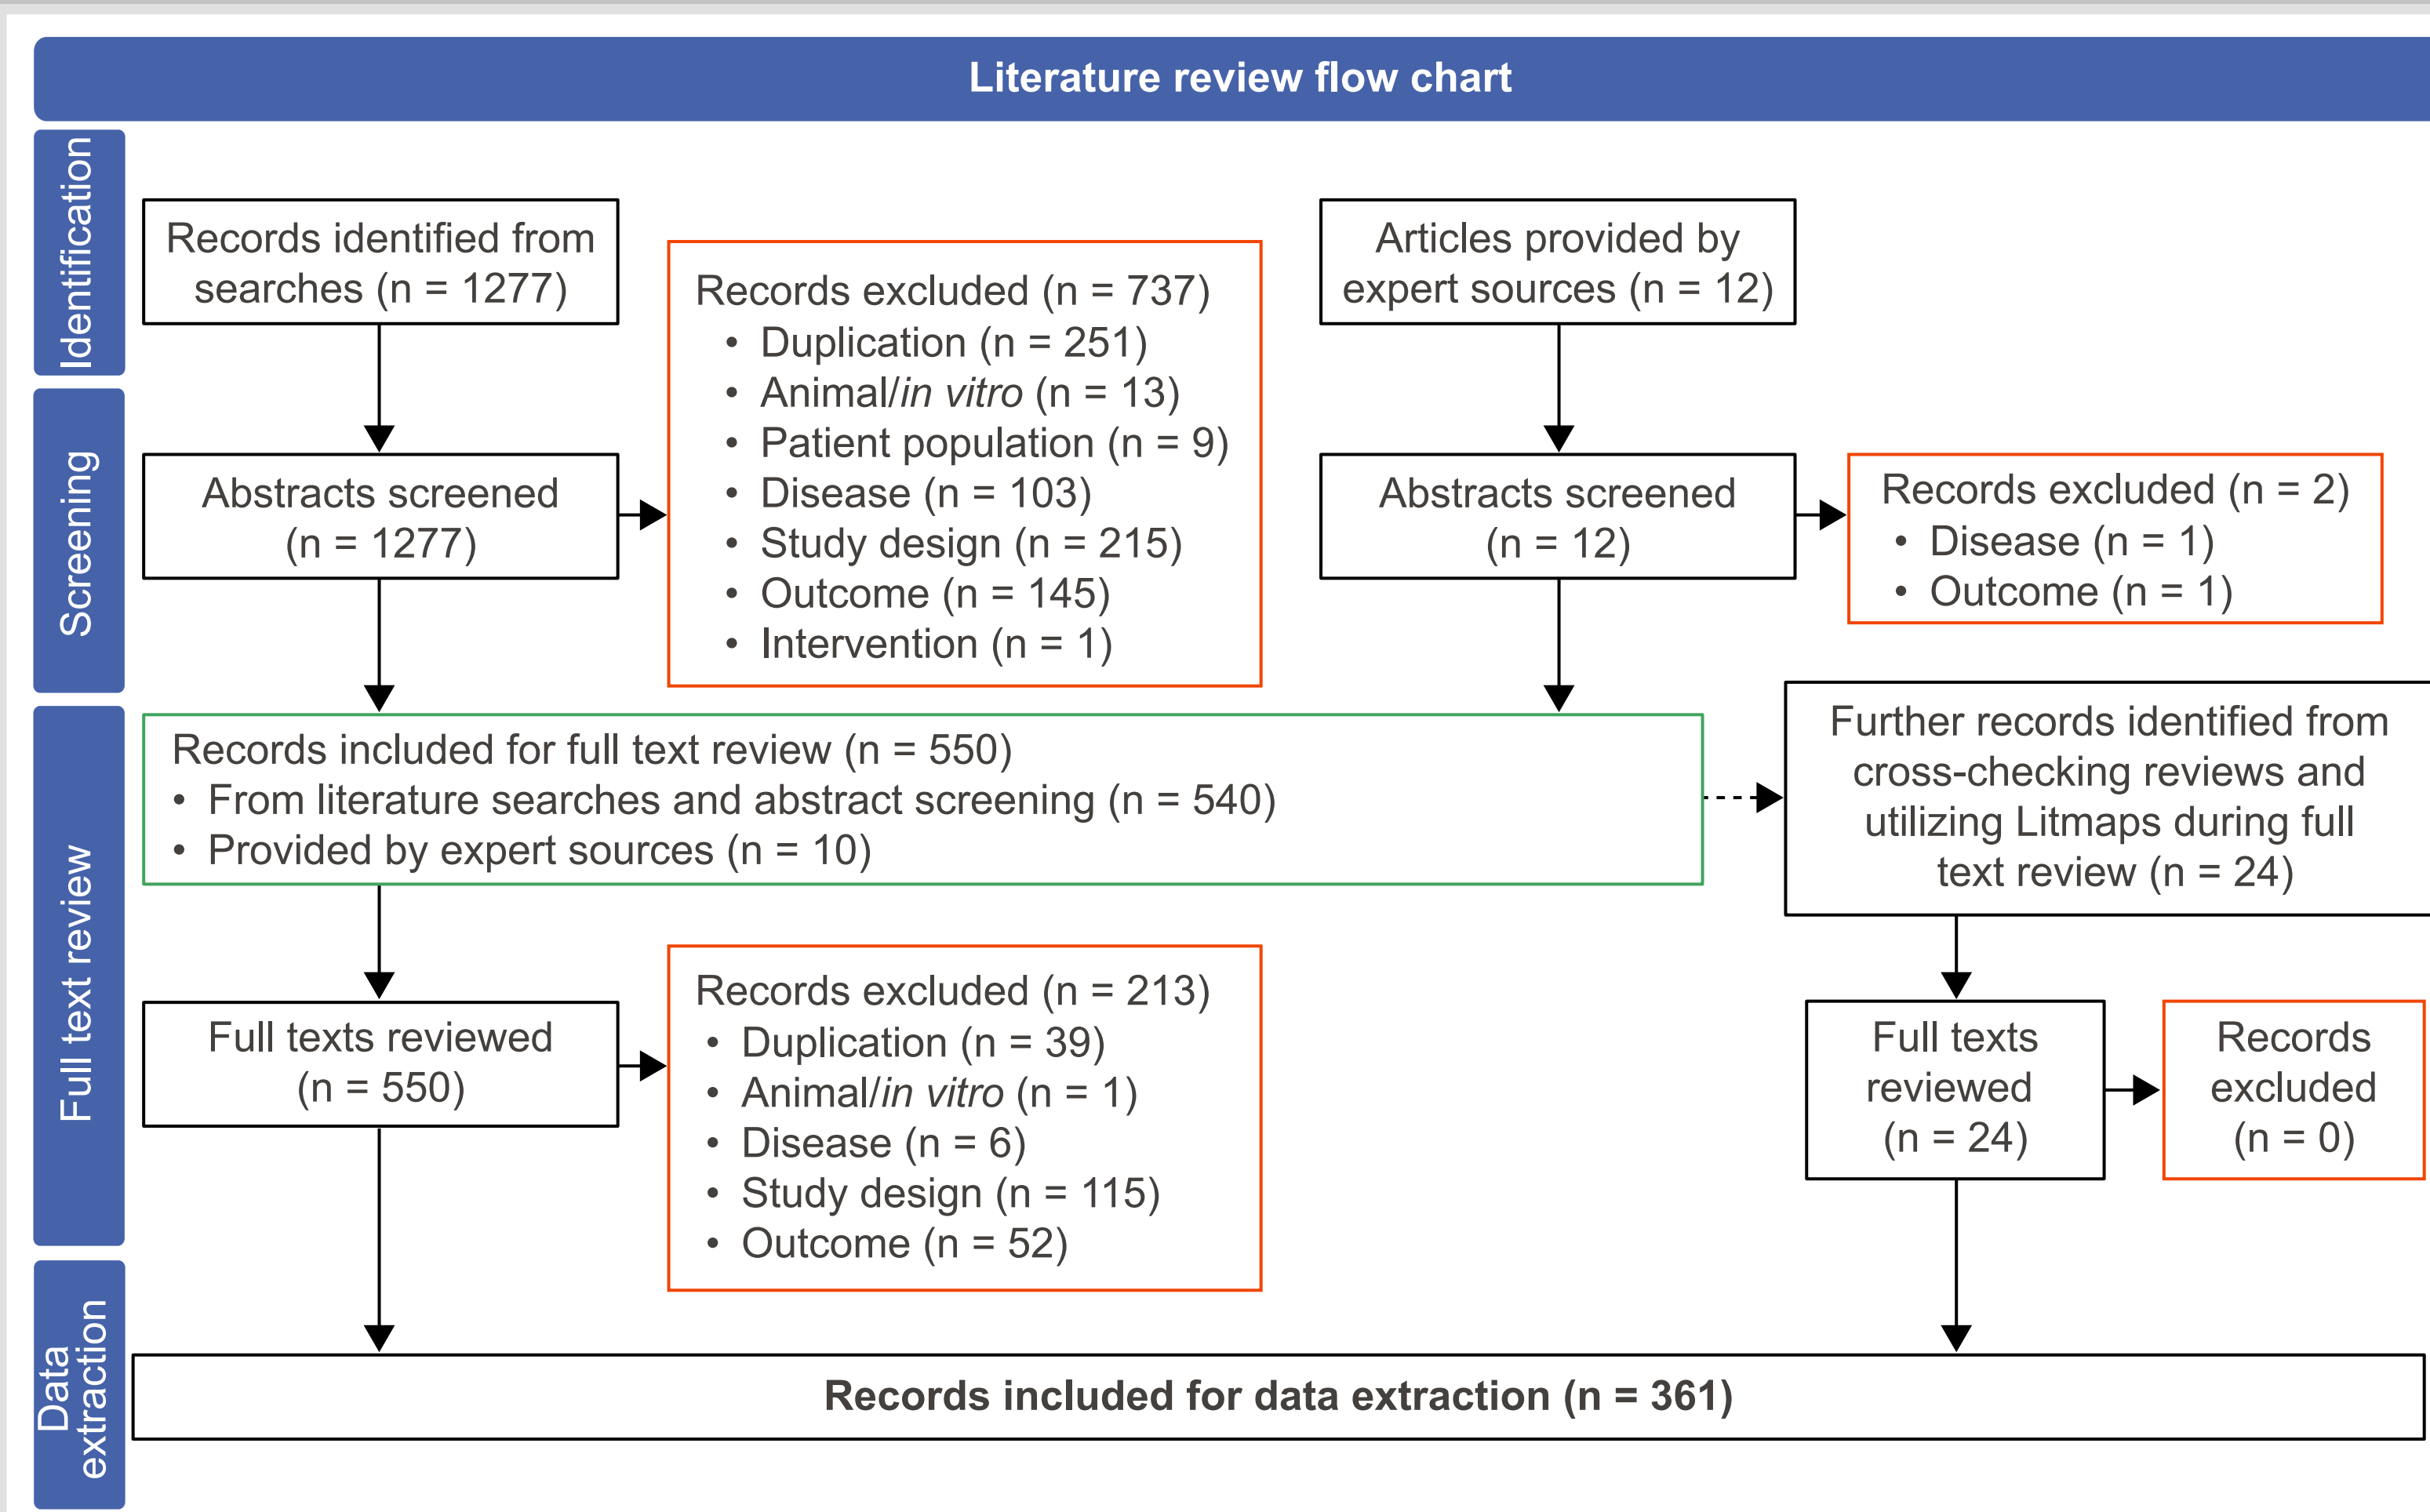 Literature review flow chart
Identification
Records identified from
searches (n = 1277)
Articles provided by
expert sources (n = 12)
Screening
Abstracts screened
(n = 1277)
Records excluded (n = 737)
• Duplication (n = 251)
• Animal/in vitro (n = 13)
• Patient population (n = 9)
• Disease (n = 103)
• Study design (n = 215)
• Outcome (n = 145)
• Intervention (n = 1)
Abstracts screened
(n = 12)
Records excluded (n = 2)
• Disease (n = 1)
• Outcome (n = 1)
Full text review
Records included for full text review (n = 550)
• From literature searches and abstract screening (n = 540)
• Provided by expert sources (n = 10)
Further records identified from
cross-checking reviews and
utilizing Litmaps during full
text review (n = 24)
Full texts reviewed
(n = 550)
Records excluded (n = 213)
• Duplication (n = 39)
• Animal/in vitro (n = 1)
• Disease (n = 6)
• Study design (n = 115)
• Outcome (n = 52)
Full texts
reviewed
(n = 24)
Records
excluded
(n = 0)
Data
extraction
Records included for data extraction (n = 361)